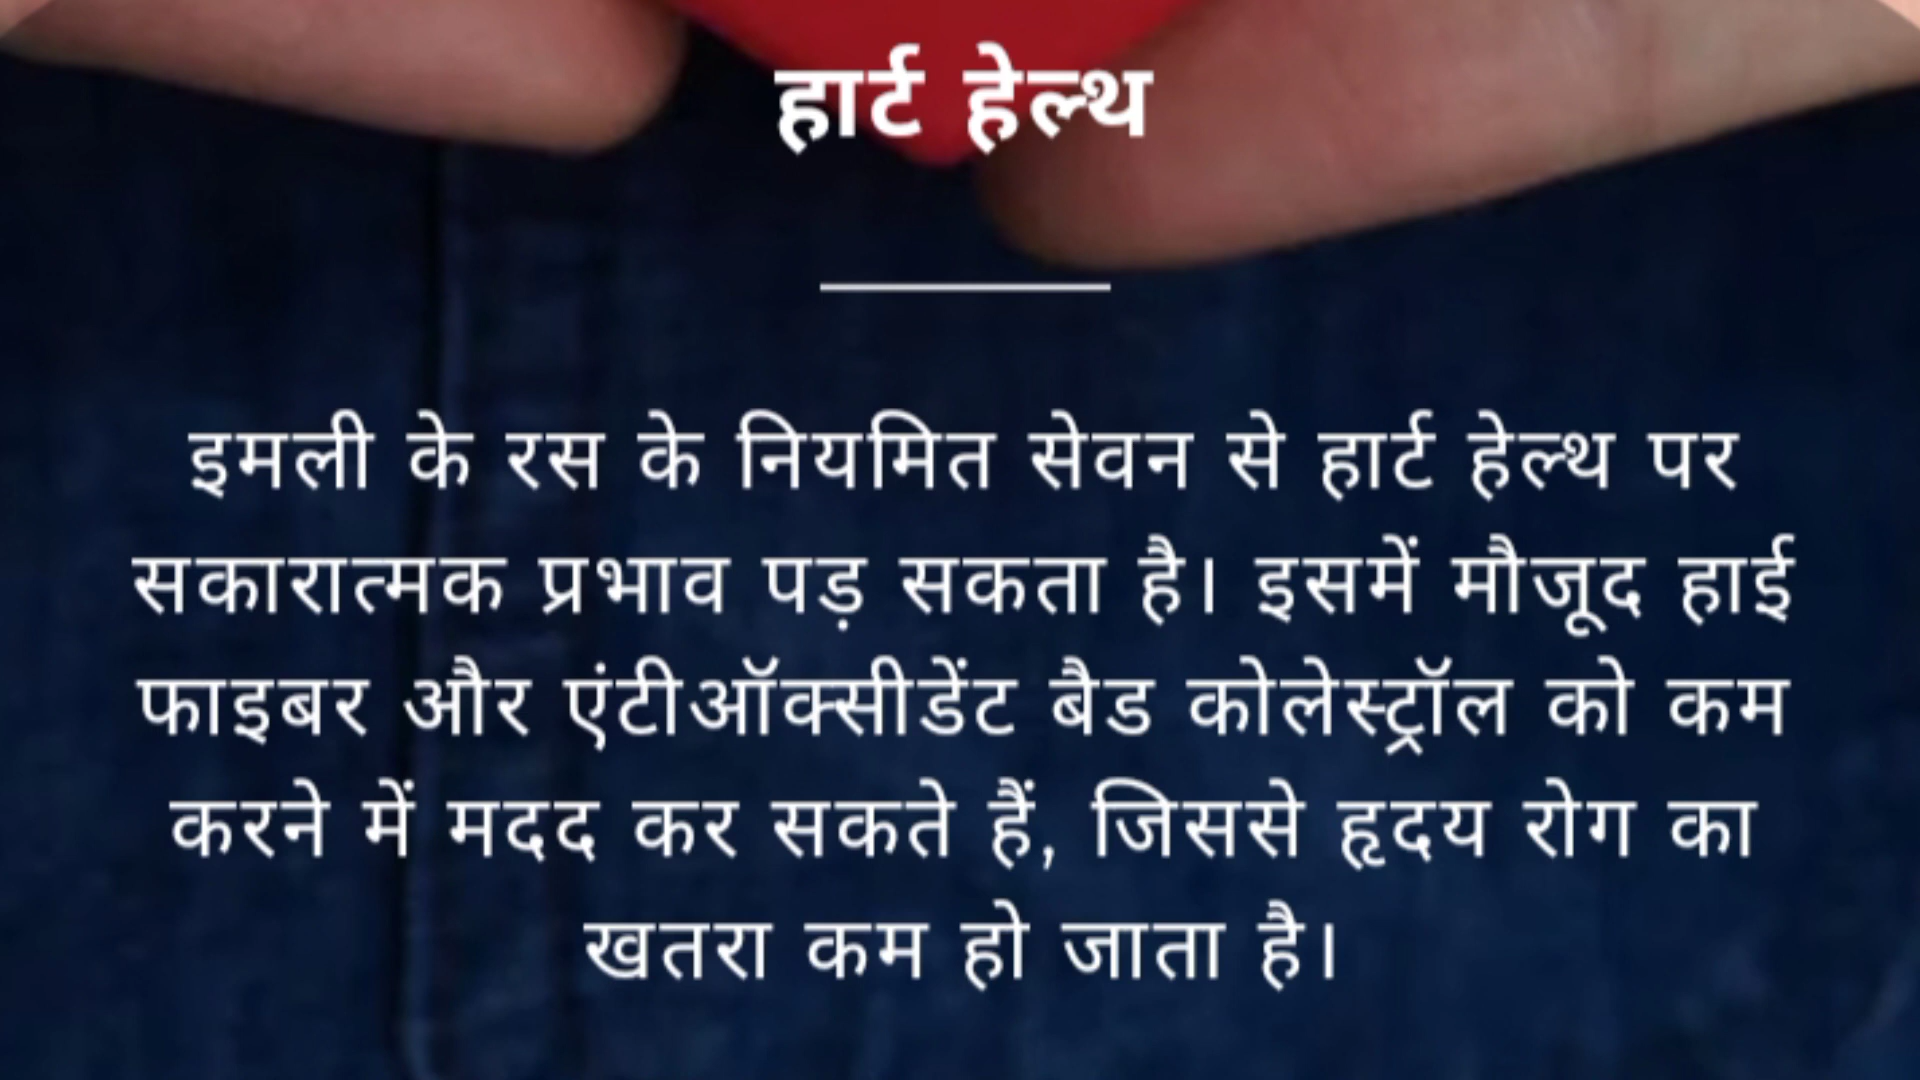 हार्ट हेल्थ
इमली के रस के नियमित सेवन से हार्ट हेल्थ पर
सकारात्मक प्रभाव पड़ सकता है। इसमें मौजूद हाई
फाइबर और एंटीऑक्सीडेंट बैड कोलेस्ट्रॉल को कम
करने में मदद कर सकते हैं, जिससे हृदय रोग का
खतरा कम हो जाता है।